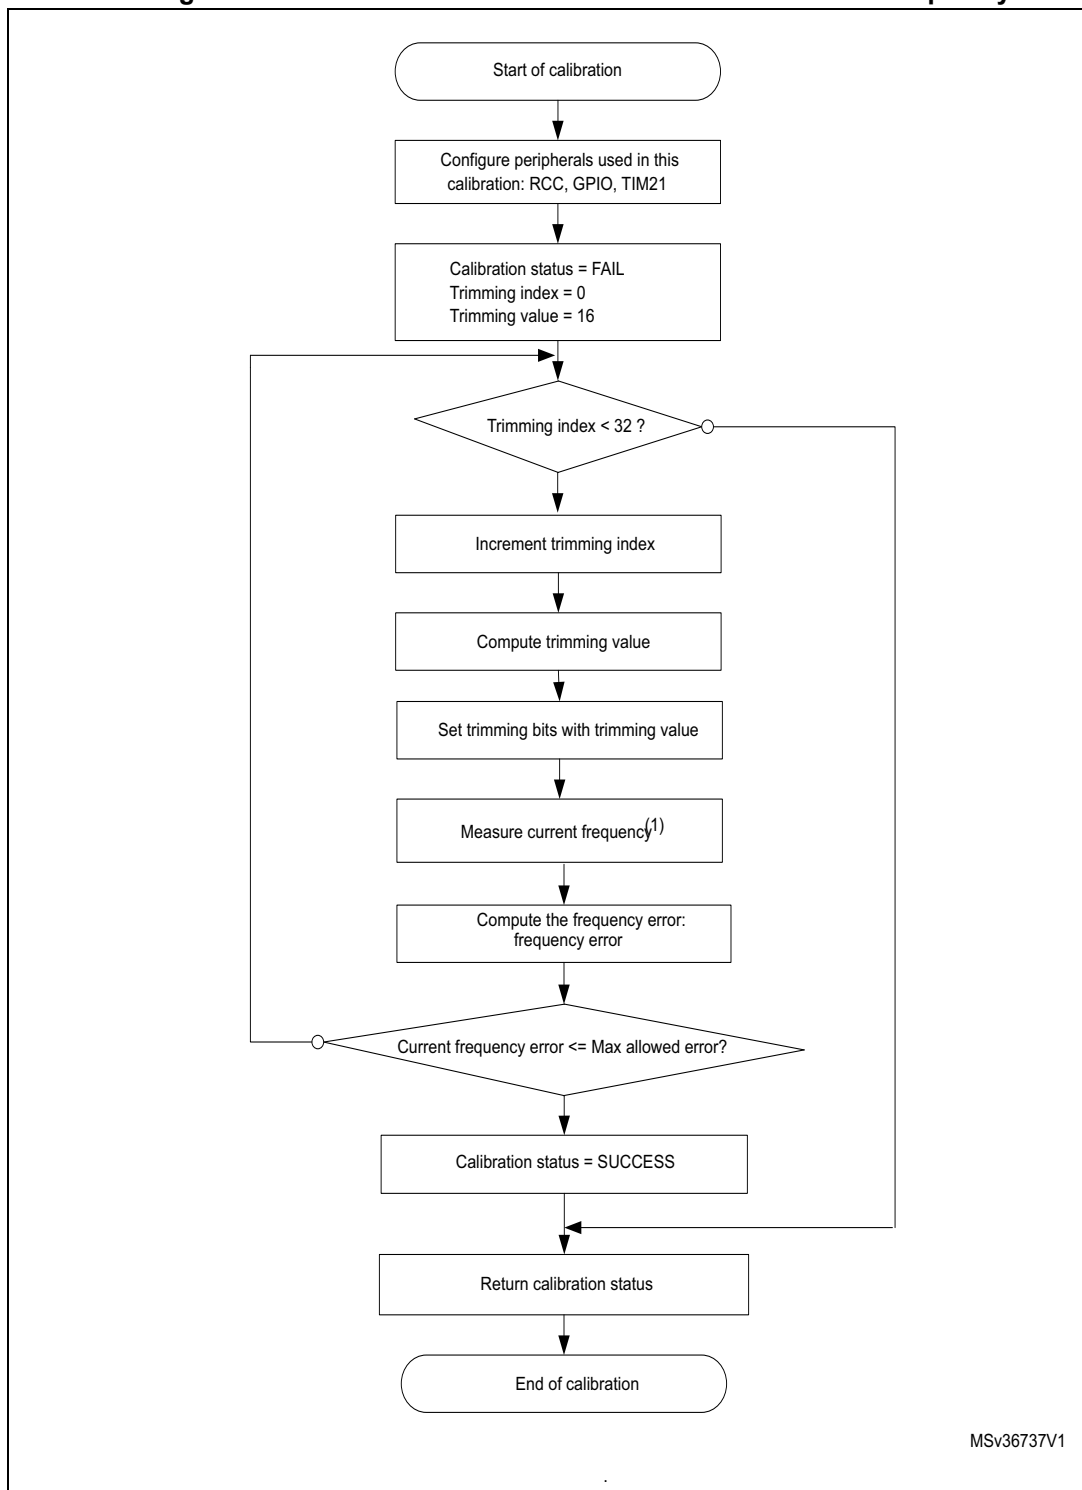 Start of calibration
Configure peripherals used in this
calibration: RCC, GPIO, TIM21
Calibration status = FAIL
Trimming index = 0
Trimming value = 16
Trimming index < 32 ?
Increment trimming index
Compute trimming value
Set trimming bits with trimming value
Measure current frequency(1)
Compute the frequency error:
frequency error
Current frequency error <= Max allowed error?
Calibration status = SUCCESS
Return calibration status
End of calibration
MSv36737V1